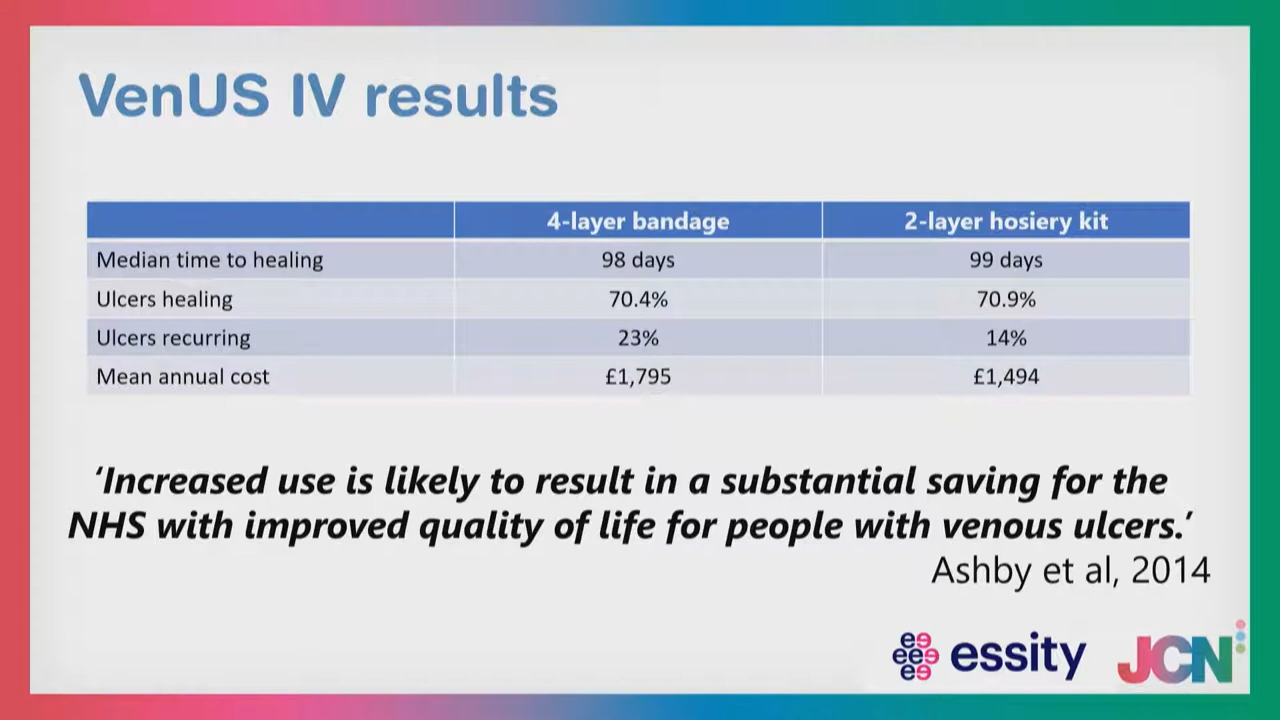 VenUS IV results
4-layer bandage 2-layer hosiery kit
Median time to healing 98 days 99 days
Ulcers healing 70.4% 70.9%
Ulcers recurring 23% 14%
Mean annual cost £1,795 £1,494
‘Increased use is likely to result in a substantial saving for the
NHS with improved quality of life for people with venous ulcers.’
Ashby et al, 2014
essity JCN